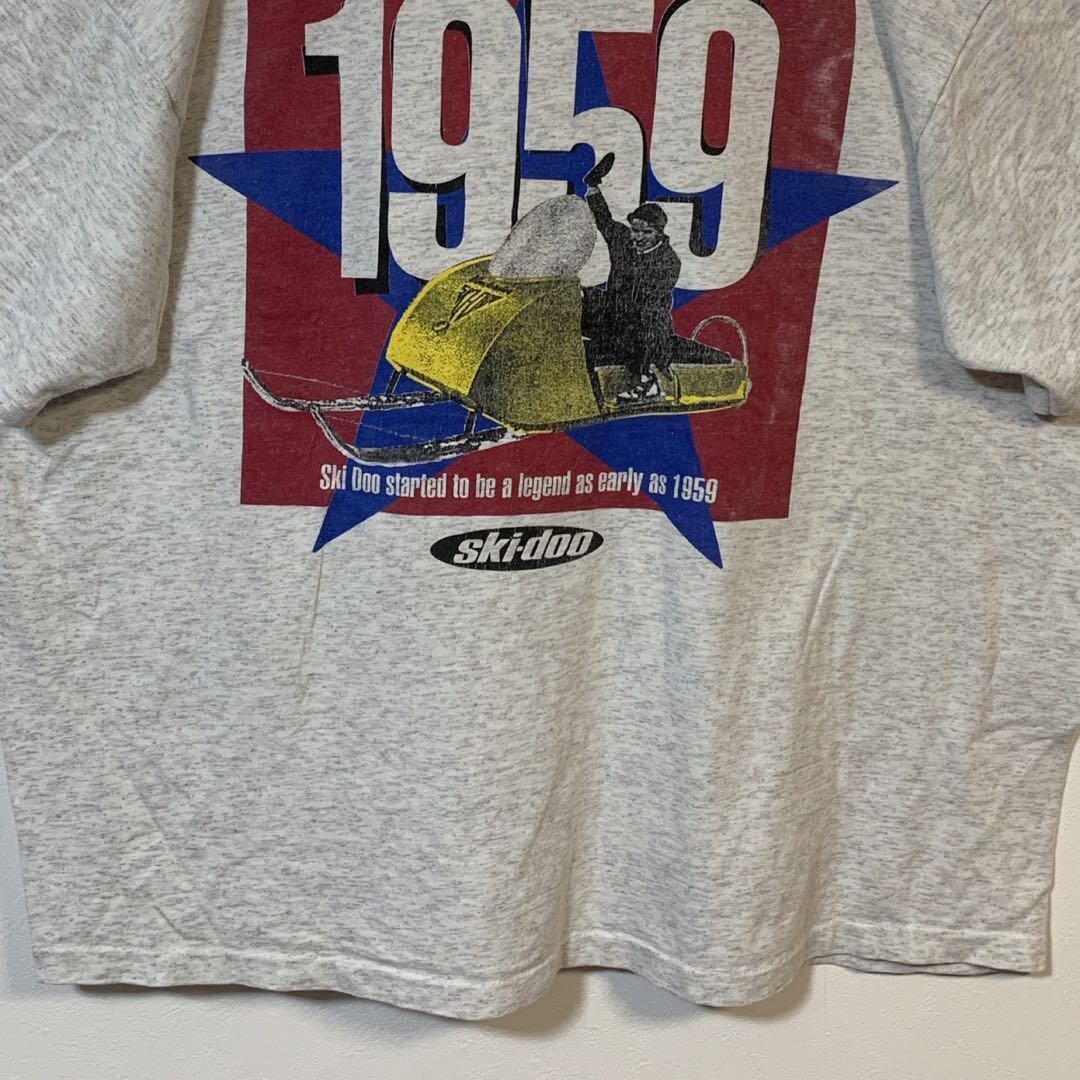 1959
Ski Doo started to be a legend as early as 1959
ski-doo